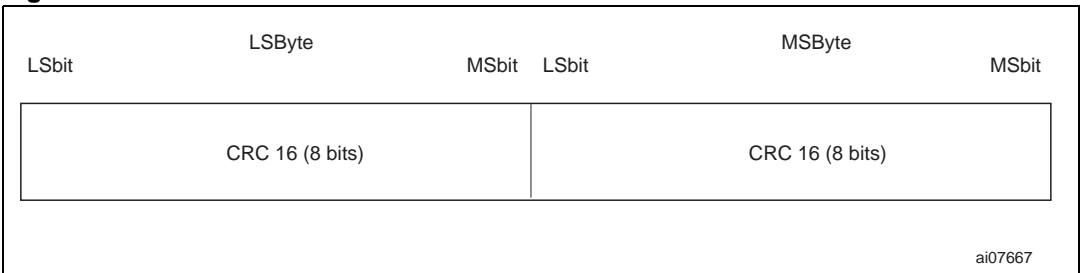 LSByte MSByte
LSbit MSbit LSbit MSbit
CRC 16 (8 bits) CRC 16 (8 bits)
ai07667